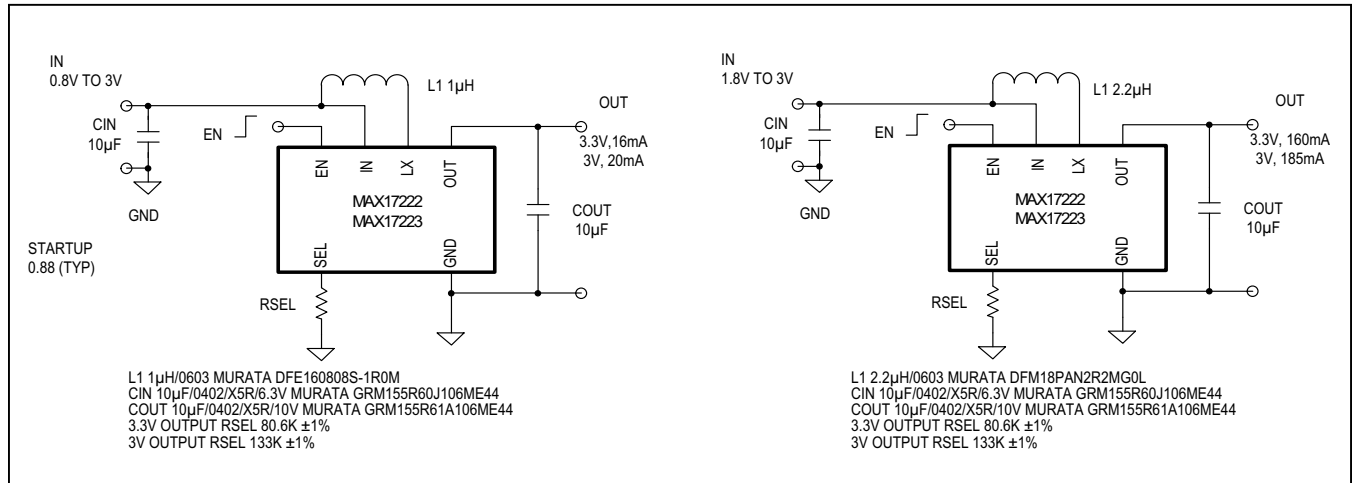 IN
0.8V TO 3V
L1 1µH
OUT
CIN
10µF
EN
3.3V,16mA
3V, 20mA
EN
IN
LX
OUT
MAX17222
MAX17223
COUT
10µF
GND
STARTUP
0.88 (TYP)
SEL
GND
RSEL
L1 1µH/0603 MURATA DFE160808S-1R0M
CIN 10µF/0402/X5R/6.3V MURATA GRM155R60J106ME44
COUT 10µF/0402/X5R/10V MURATA GRM155R61A106ME44
3.3V OUTPUT RSEL 80.6K ±1%
3V OUTPUT RSEL 133K ±1%
IN
1.8V TO 3V
L1 2.2µH
OUT
CIN
10µF
EN
3.3V, 160mA
3V, 185mA
EN
IN
LX
OUT
MAX17222
MAX17223
COUT
10µF
GND
SEL
GND
RSEL
L1 2.2µH/0603 MURATA DFM18PAN2R2MG0L
CIN 10µF/0402/X5R/6.3V MURATA GRM155R60J106ME44
COUT 10µF/0402/X5R/10V MURATA GRM155R61A106ME44
3.3V OUTPUT RSEL 80.6K ±1%
3V OUTPUT RSEL 133K ±1%